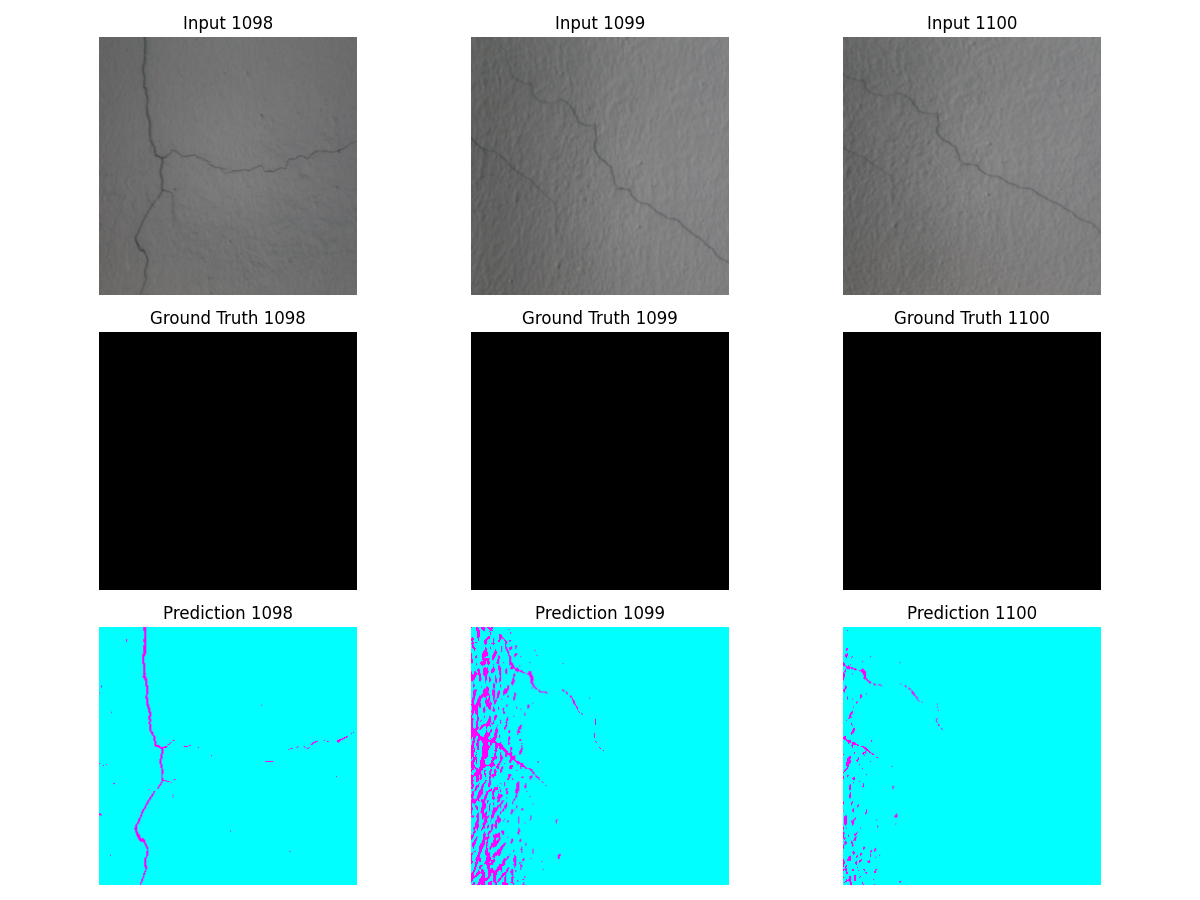 Input 1098
Input 1099
Input 1100
Ground Truth 1098
Ground Truth 1099
Ground Truth 1100
Prediction 1098
Prediction 1099
Prediction 1100